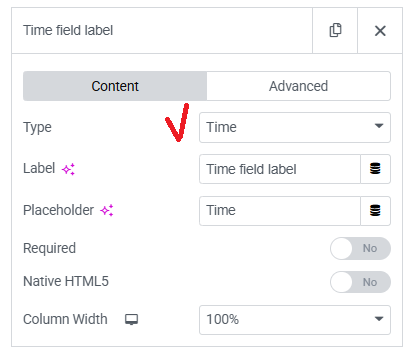 Time field label
Content Advanced
Type Time
Label Time field label
Placeholder Time
Required No
Native HTML5 No
Column Width 100%